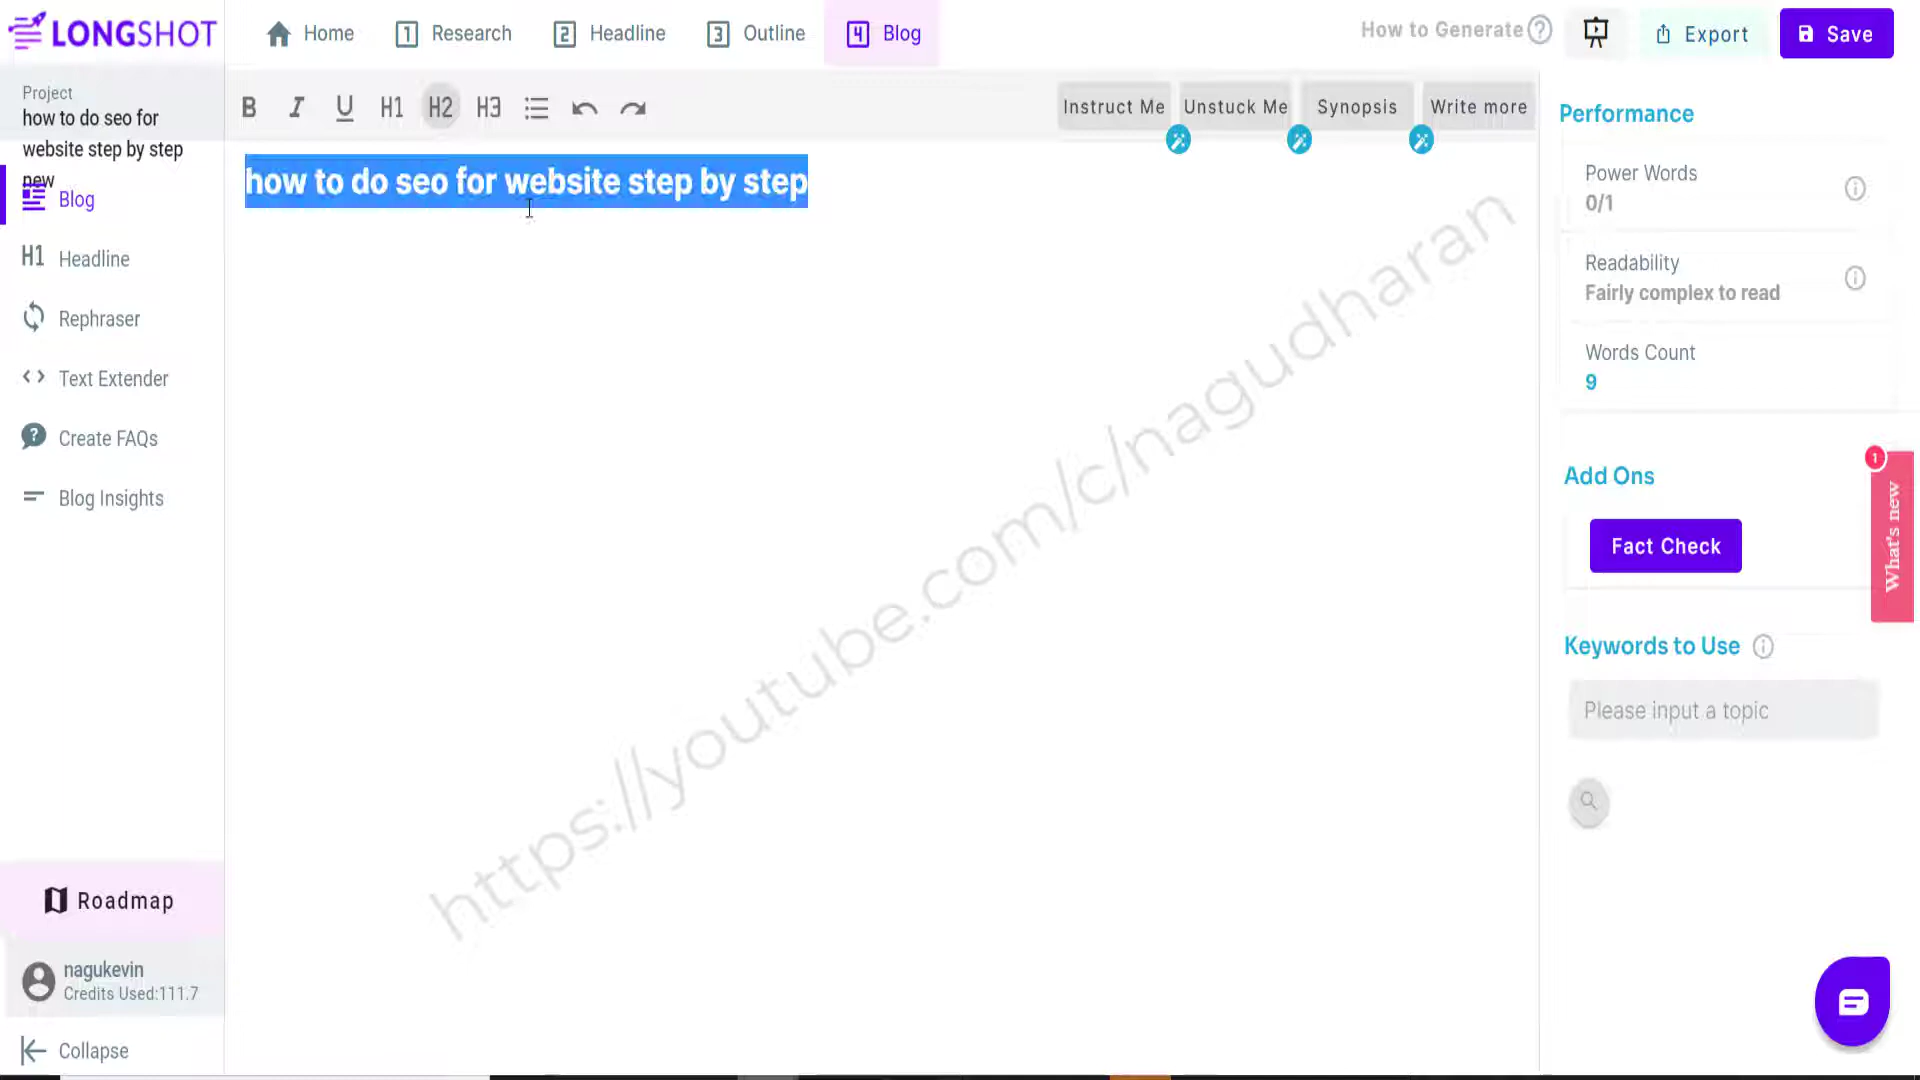 LONGSHOT
Home
1 Research
2 Headline
3 Outline
4 Blog
How to Generate ?
Export
Save
Project
how to do seo for
website step by step
new
Blog
H1 Headline
Rephraser
Text Extender
Create FAQs
Blog Insights
Roadmap
nagukevin
Credits Used:111.7
Collapse
B I U H1 H2 H3
Instruct Me
Unstuck Me
Synopsis
Write more
how to do seo for website step by step
https://youtube.com/c/nagudharan
Performance
Power Words
0/1
Readability
Fairly complex to read
Words Count
9
Add Ons
Fact Check
1
What's new
Keywords to Use
Please input a topic